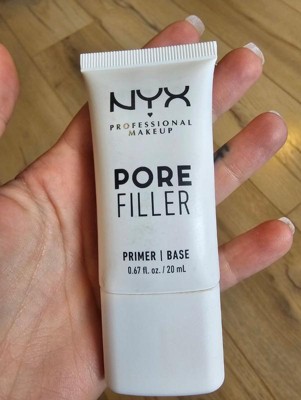 NYX
PROFESSIONAL
MAKEUP
PORE
FILLER
PRIMER | BASE
0.67 fl. oz. / 20 mL